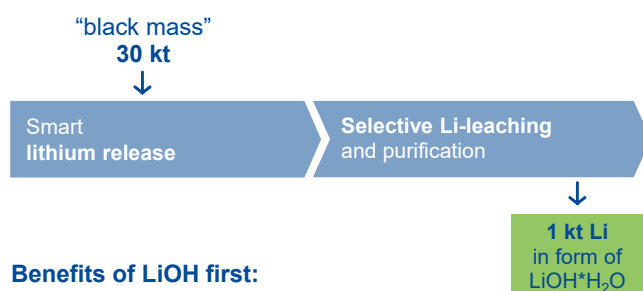 “black mass”
30 kt
Smart
lithium release
Selective Li-leaching
and purification
1 kt Li
in form of
LiOH*H₂O
Benefits of LiOH first: